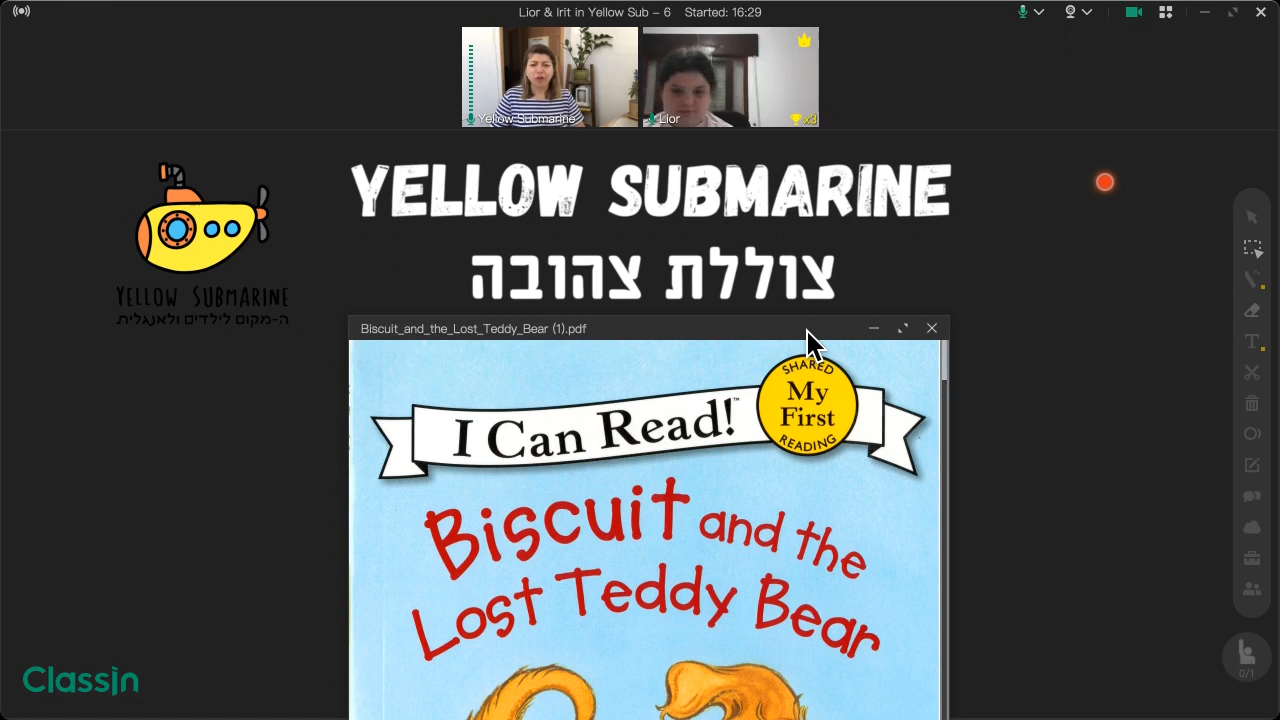 Lior & Irit in Yellow Sub - 6 Started: 16:29
Yellow Submarine
Lior
x3
YELLOW SUBMARINE
צוללת צהובה
YELLOW SUBMARINE
ה-מקום לילדים ולאנגלית
Biscuit_and_the_Lost_Teddy_Bear (1).pdf
I Can Read!™
SHARED
My
First
READING
Biscuit and the
Lost Teddy Bear
ClassIn
0/1